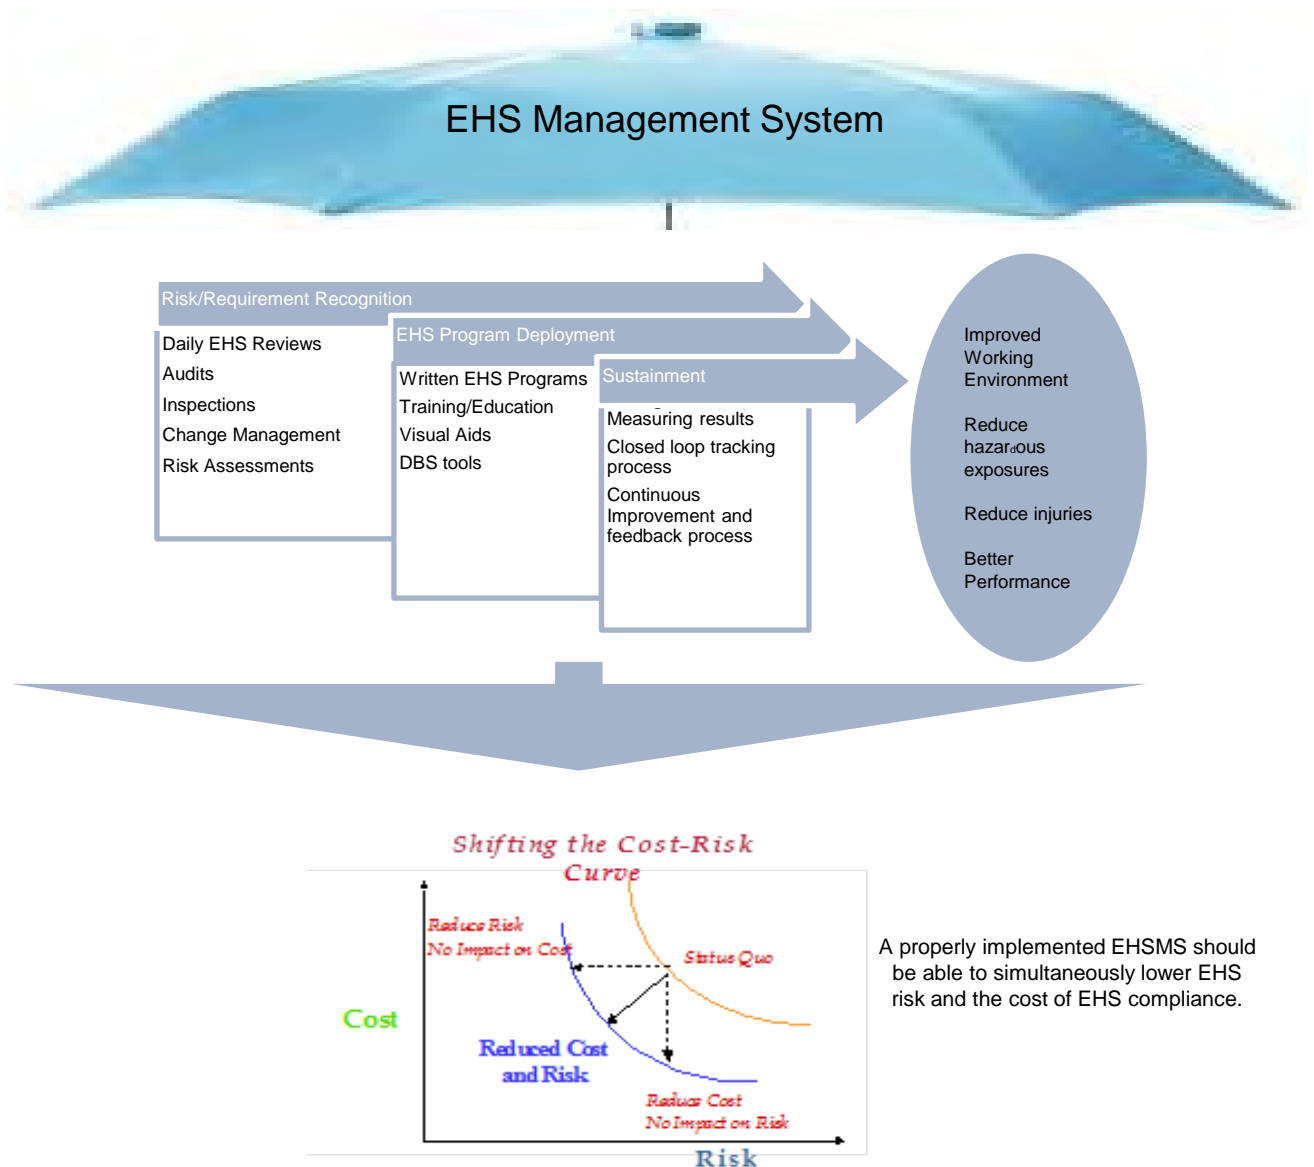 EHS Management System
Risk/Requirement Recognition
Daily EHS Reviews
Audits
Inspections
Change Management
Risk Assessments
EHS Program Deployment
Written EHS Programs
Training/Education
Visual Aids
DBS tools
Sustainment
Measuring results
Closed loop tracking
process
Continuous
Improvement and
feedback process
Improved
Working
Environment
Reduce
hazardous
exposures
Reduce injuries
Better
Performance
Shifting the Cost-Risk
Curve
Reduce Risk
No Impact on Cost
Status Quo
Cost
Reduced Cost
and Risk
Reduce Cost
No Impact on Risk
Risk
A properly implemented EHSMS should
be able to simultaneously lower EHS
risk and the cost of EHS compliance.